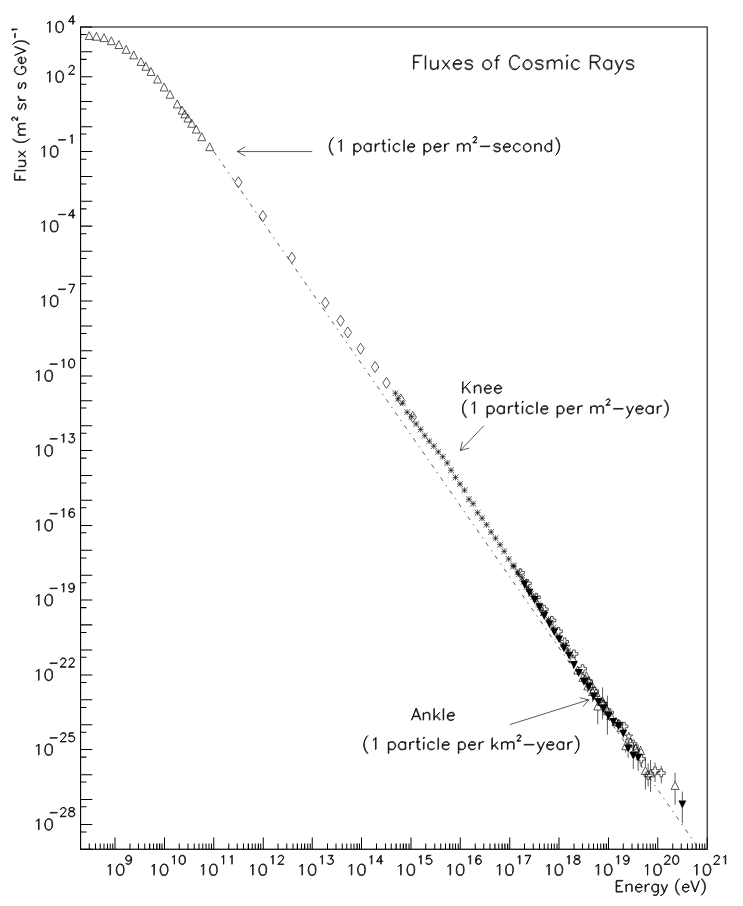 Fluxes of Cosmic Rays
Flux (m² sr s GeV)⁻¹
10⁴
10²
10⁻¹
10⁻⁴
10⁻⁷
10⁻¹⁰
10⁻¹³
10⁻¹⁶
10⁻¹⁹
10⁻²²
10⁻²⁵
10⁻²⁸
(1 particle per m²−second)
Knee
(1 particle per m²−year)
Ankle
(1 particle per km²−year)
10⁹ 10¹⁰ 10¹¹ 10¹² 10¹³ 10¹⁴ 10¹⁵ 10¹⁶ 10¹⁷ 10¹⁸ 10¹⁹ 10²⁰ 10²¹
Energy (eV)